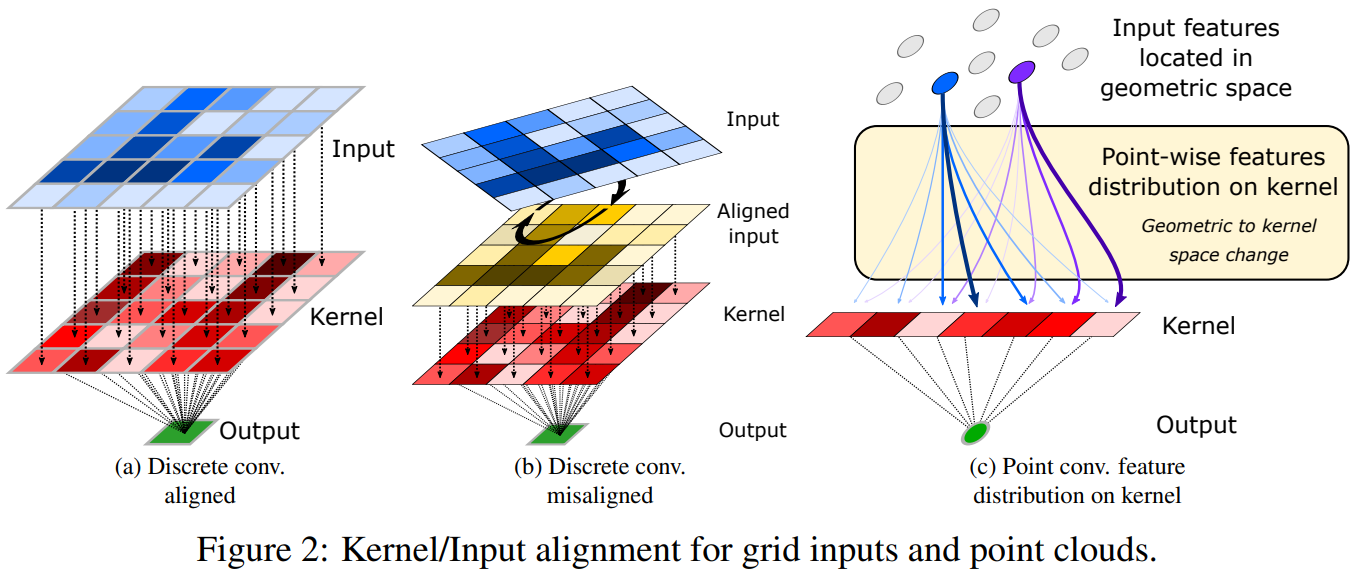 Input
Kernel
Output
(a) Discrete conv.
aligned
Input
Aligned
input
Kernel
Output
(b) Discrete conv.
misaligned
Input features
located in
geometric space
Point-wise features
distribution on kernel
Geometric to kernel
space change
Kernel
Output
(c) Point conv. feature
distribution on kernel
Figure 2: Kernel/Input alignment for grid inputs and point clouds.